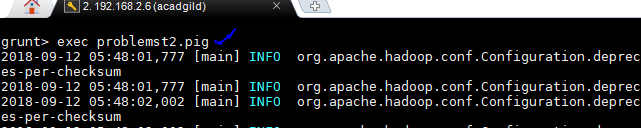 2. 192.168.2.6 (acadgild)
grunt> exec problemst2.pig
2018-09-12 05:48:01,777 [main] INFO org.apache.hadoop.conf.Configuration.deprec
es-per-checksum
2018-09-12 05:48:01,777 [main] INFO org.apache.hadoop.conf.Configuration.deprec
2018-09-12 05:48:02,002 [main] INFO org.apache.hadoop.conf.Configuration.deprec
es-per-checksum